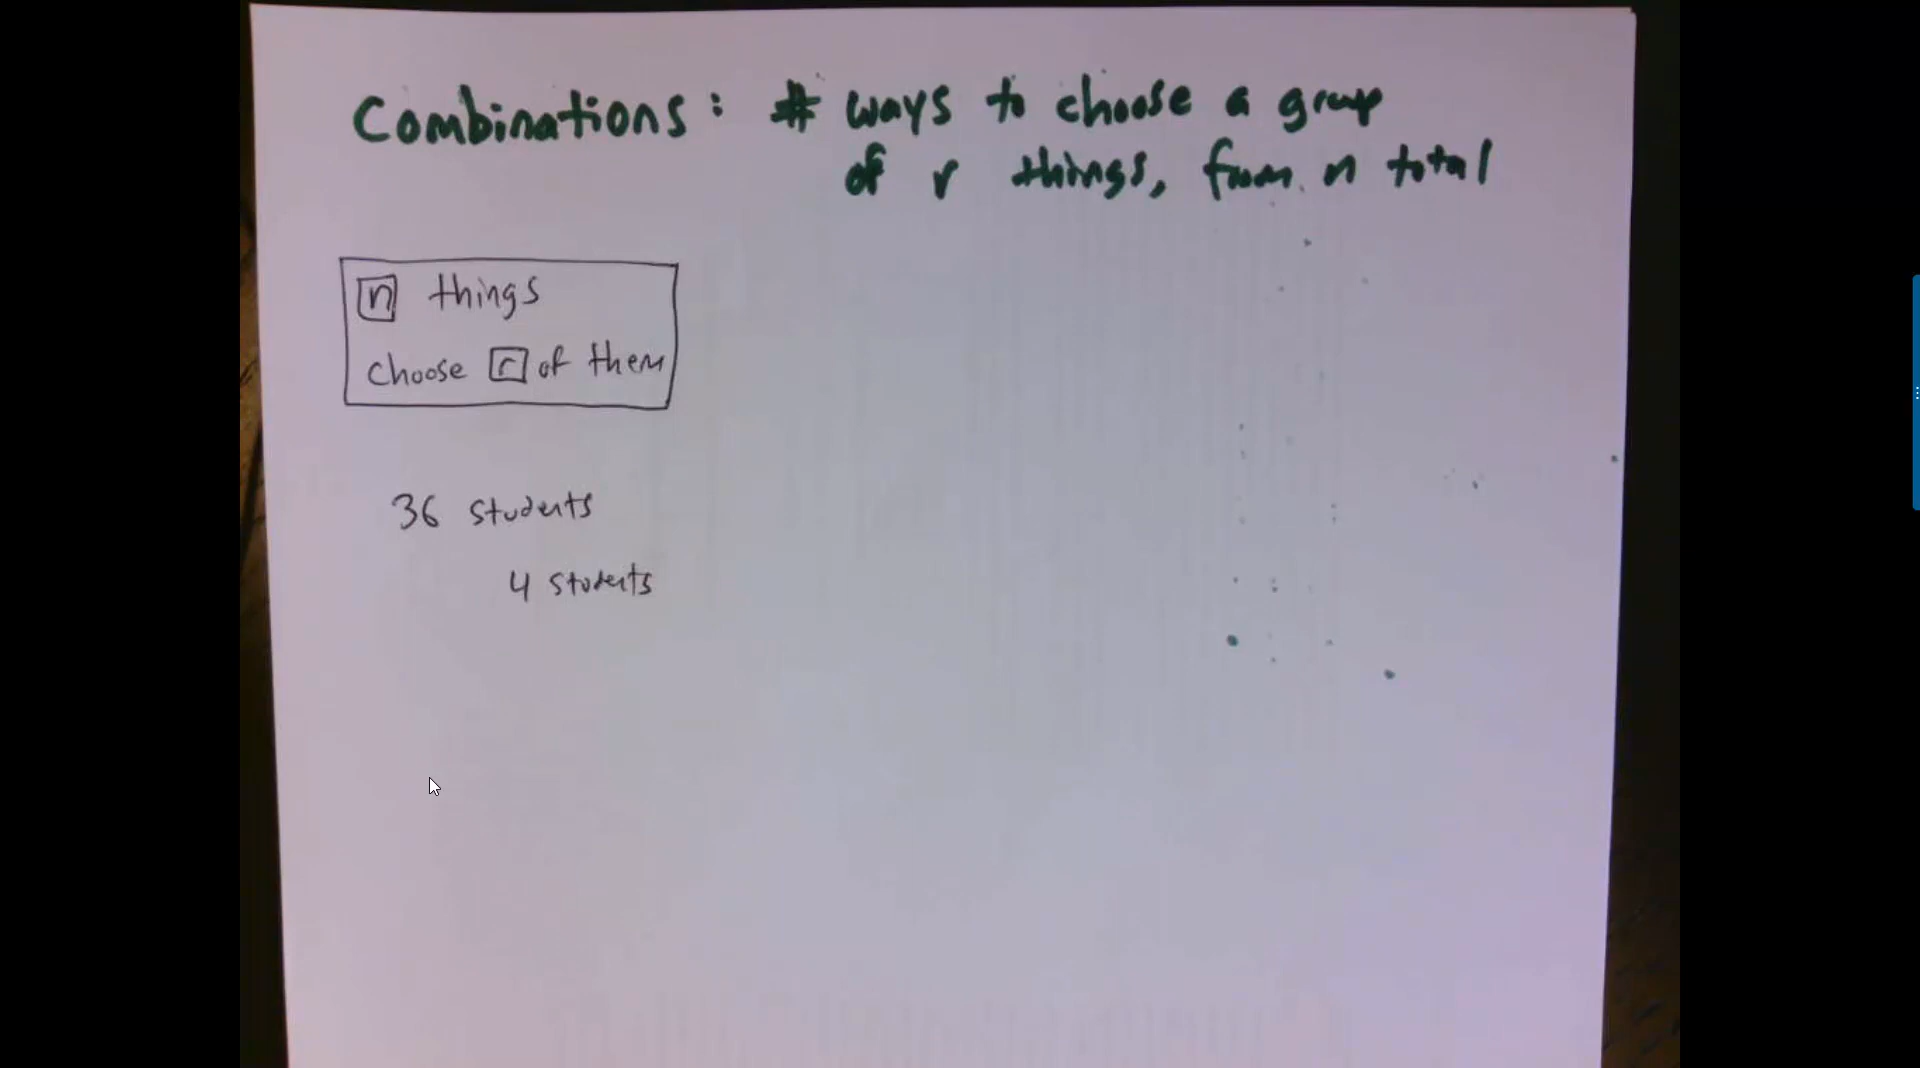 Combinations: # ways to choose a group
of r things, from n total
n things
choose r of them
36 students
4 students